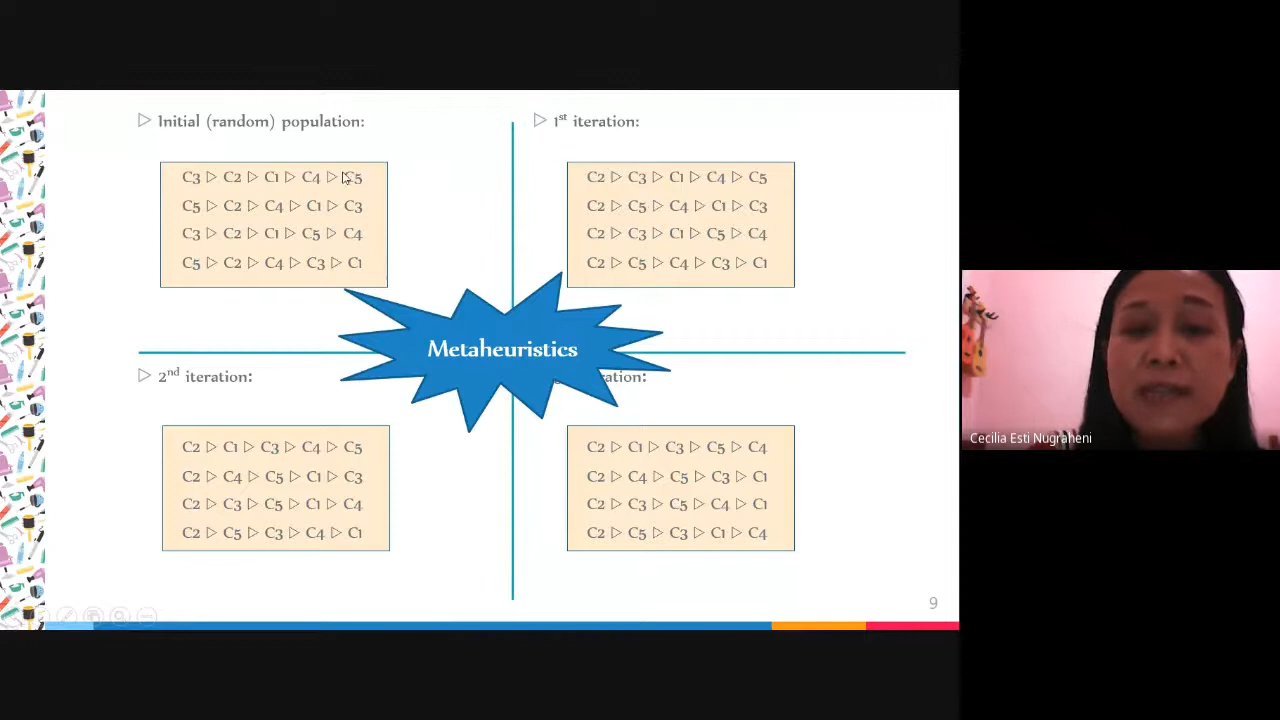 ▷ Initial (random) population:
C3 ▷ C2 ▷ C1 ▷ C4 ▷ C5
C5 ▷ C2 ▷ C4 ▷ C1 ▷ C3
C3 ▷ C2 ▷ C1 ▷ C5 ▷ C4
C5 ▷ C2 ▷ C4 ▷ C3 ▷ C1
▷ 1st iteration:
C2 ▷ C3 ▷ C1 ▷ C4 ▷ C5
C2 ▷ C5 ▷ C4 ▷ C1 ▷ C3
C2 ▷ C3 ▷ C1 ▷ C5 ▷ C4
C2 ▷ C5 ▷ C4 ▷ C3 ▷ C1
Metaheuristics
▷ 2nd iteration:
C2 ▷ C1 ▷ C3 ▷ C4 ▷ C5
C2 ▷ C4 ▷ C5 ▷ C1 ▷ C3
C2 ▷ C3 ▷ C5 ▷ C1 ▷ C4
C2 ▷ C5 ▷ C3 ▷ C4 ▷ C1
C2 ▷ C1 ▷ C3 ▷ C5 ▷ C4
C2 ▷ C4 ▷ C5 ▷ C3 ▷ C1
C2 ▷ C3 ▷ C5 ▷ C4 ▷ C1
C2 ▷ C5 ▷ C3 ▷ C1 ▷ C4
9
Cecilia Esti Nugraheni